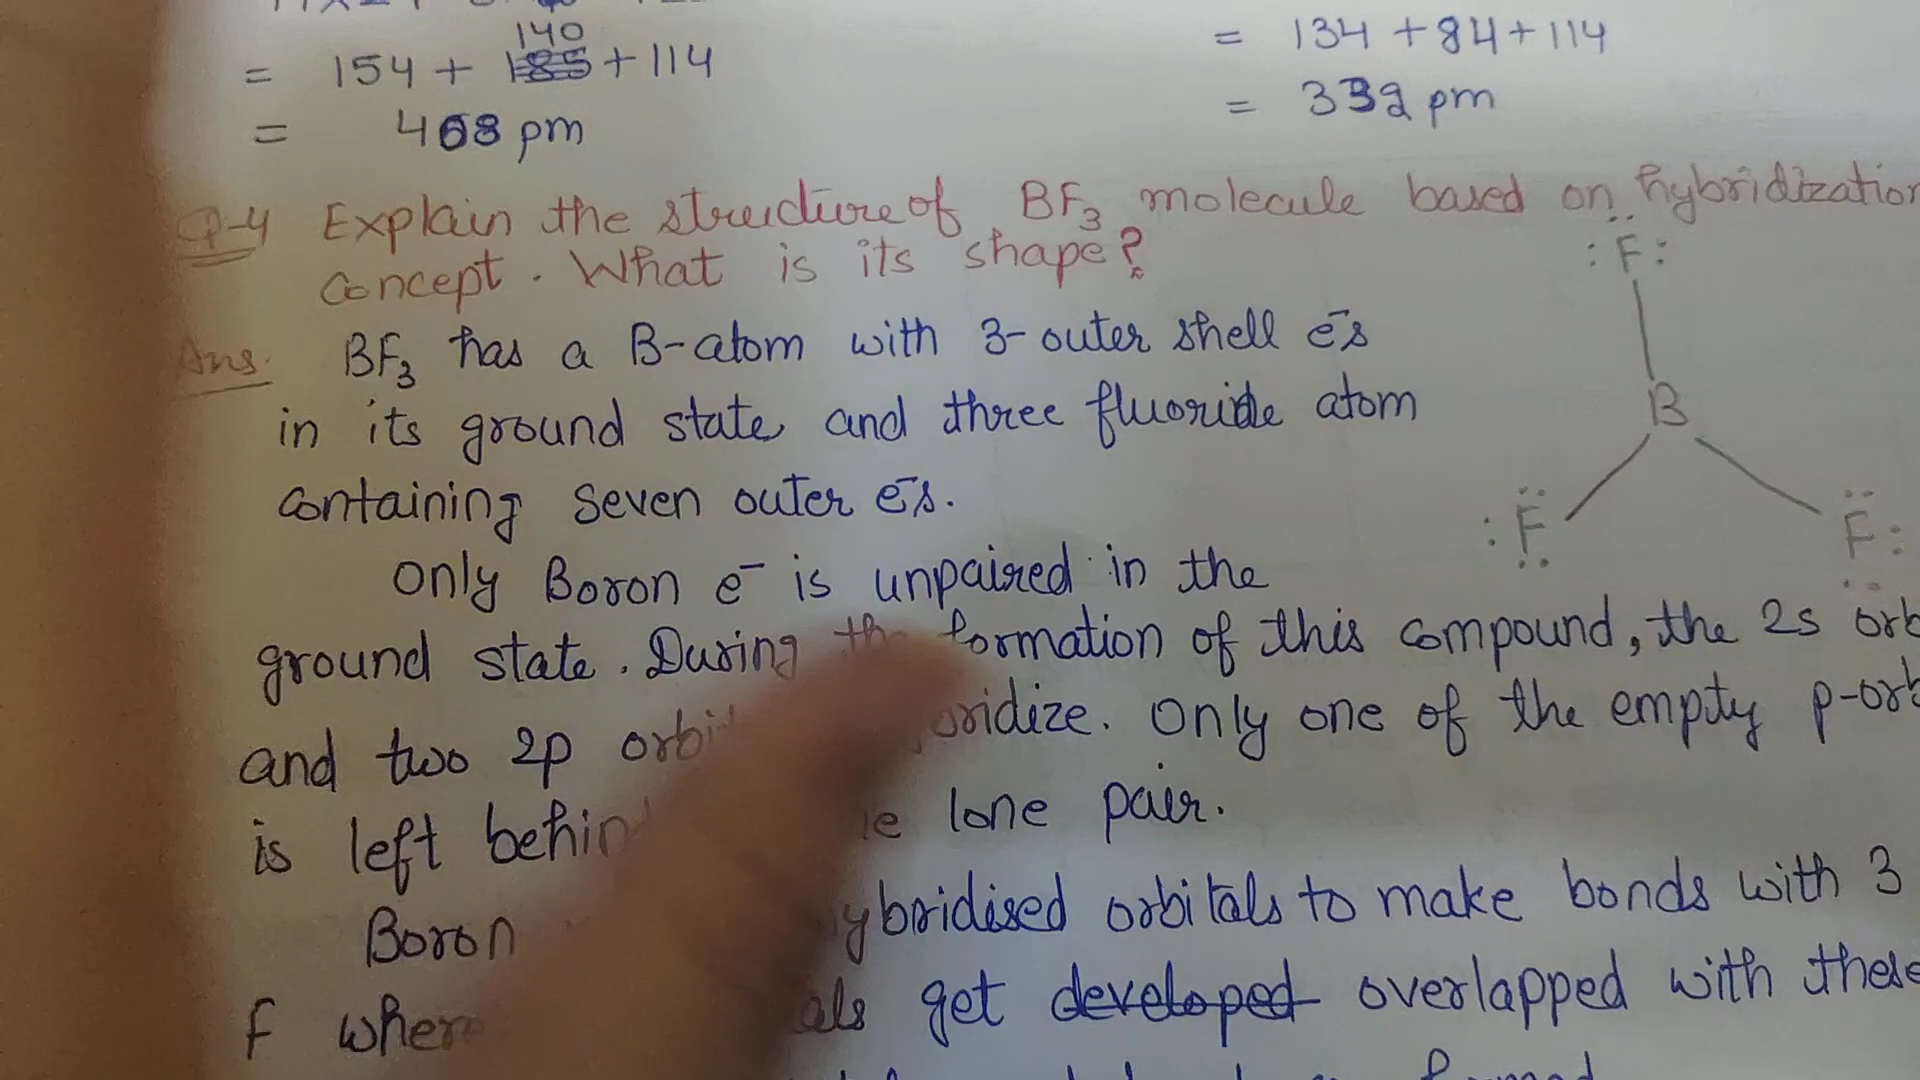 140
= 154 + 185 + 114
= 134 + 84 + 114
= 408 pm
= 332 pm
Q-4 Explain the structure of BF3 molecule based on hybridization
concept. What is its shape?
Ans. BF3 has a B-atom with 3-outer shell e-s
in its ground state and three fluoride atom
containing seven outer e-s.
Only Boron e- is unpaired in the
ground state. During the formation of this compound, the 2s orb
and two 2p orbi ridize. Only one of the empty p-orb
is left behin lone pair.
Boron ybridised orbitals to make bonds with 3
F wher als get developed overlapped with these
:F:
B
:F
F: